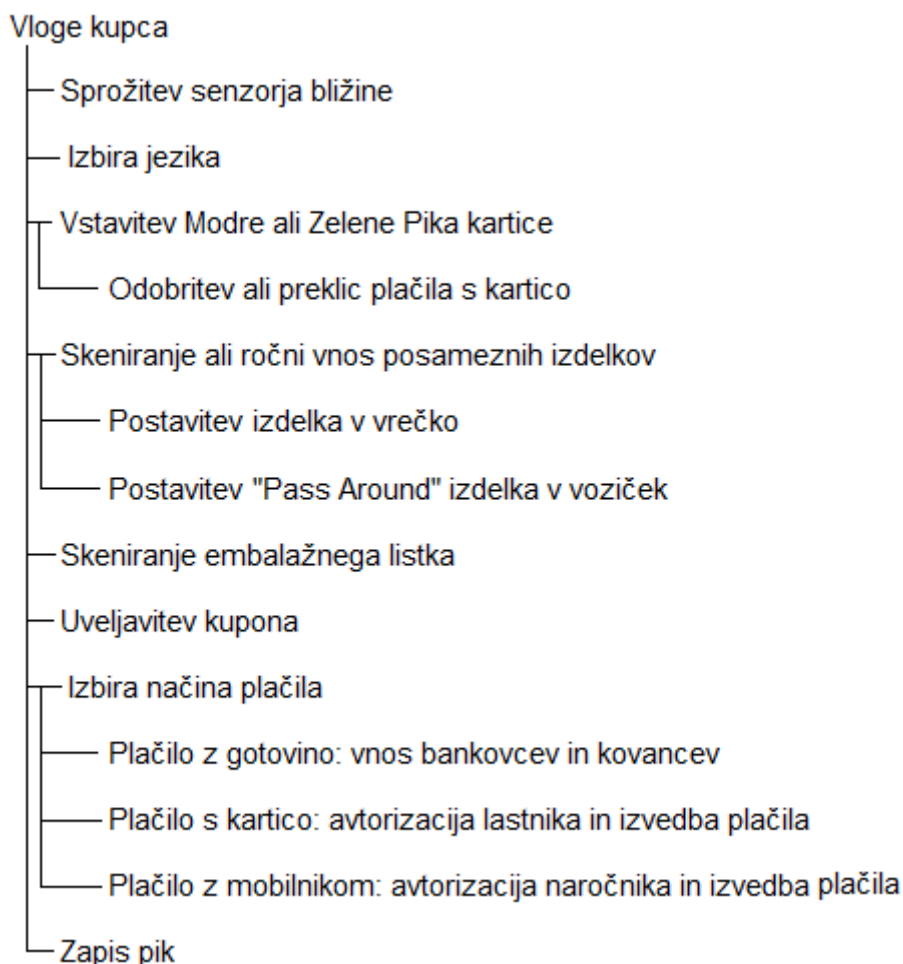 Vloge kupca
Sprožitev senzorja bližine
Izbira jezika
Vstavitev Modre ali Zelene Pika kartice
Odobritev ali preklic plačila s kartico
Skeniranje ali ročni vnos posameznih izdelkov
Postavitev izdelka v vrečko
Postavitev "Pass Around" izdelka v voziček
Skeniranje embalažnega listka
Uveljavitev kupona
Izbira načina plačila
Plačilo z gotovino: vnos bankovcev in kovancev
Plačilo s kartico: avtorizacija lastnika in izvedba plačila
Plačilo z mobilnikom: avtorizacija naročnika in izvedba plačila
Zapis pik